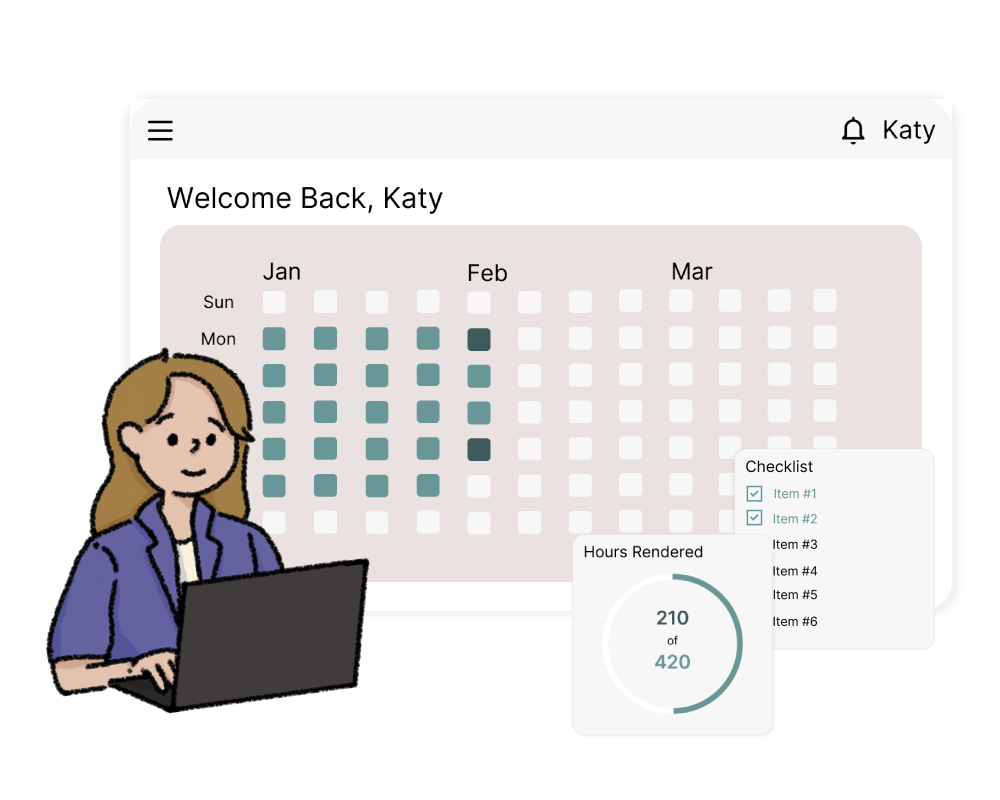 Katy
Welcome Back, Katy
Jan Feb Mar
Sun
Mon
Checklist
Item #1
Item #2
Item #3
Item #4
Item #5
Item #6
Hours Rendered
210
of
420